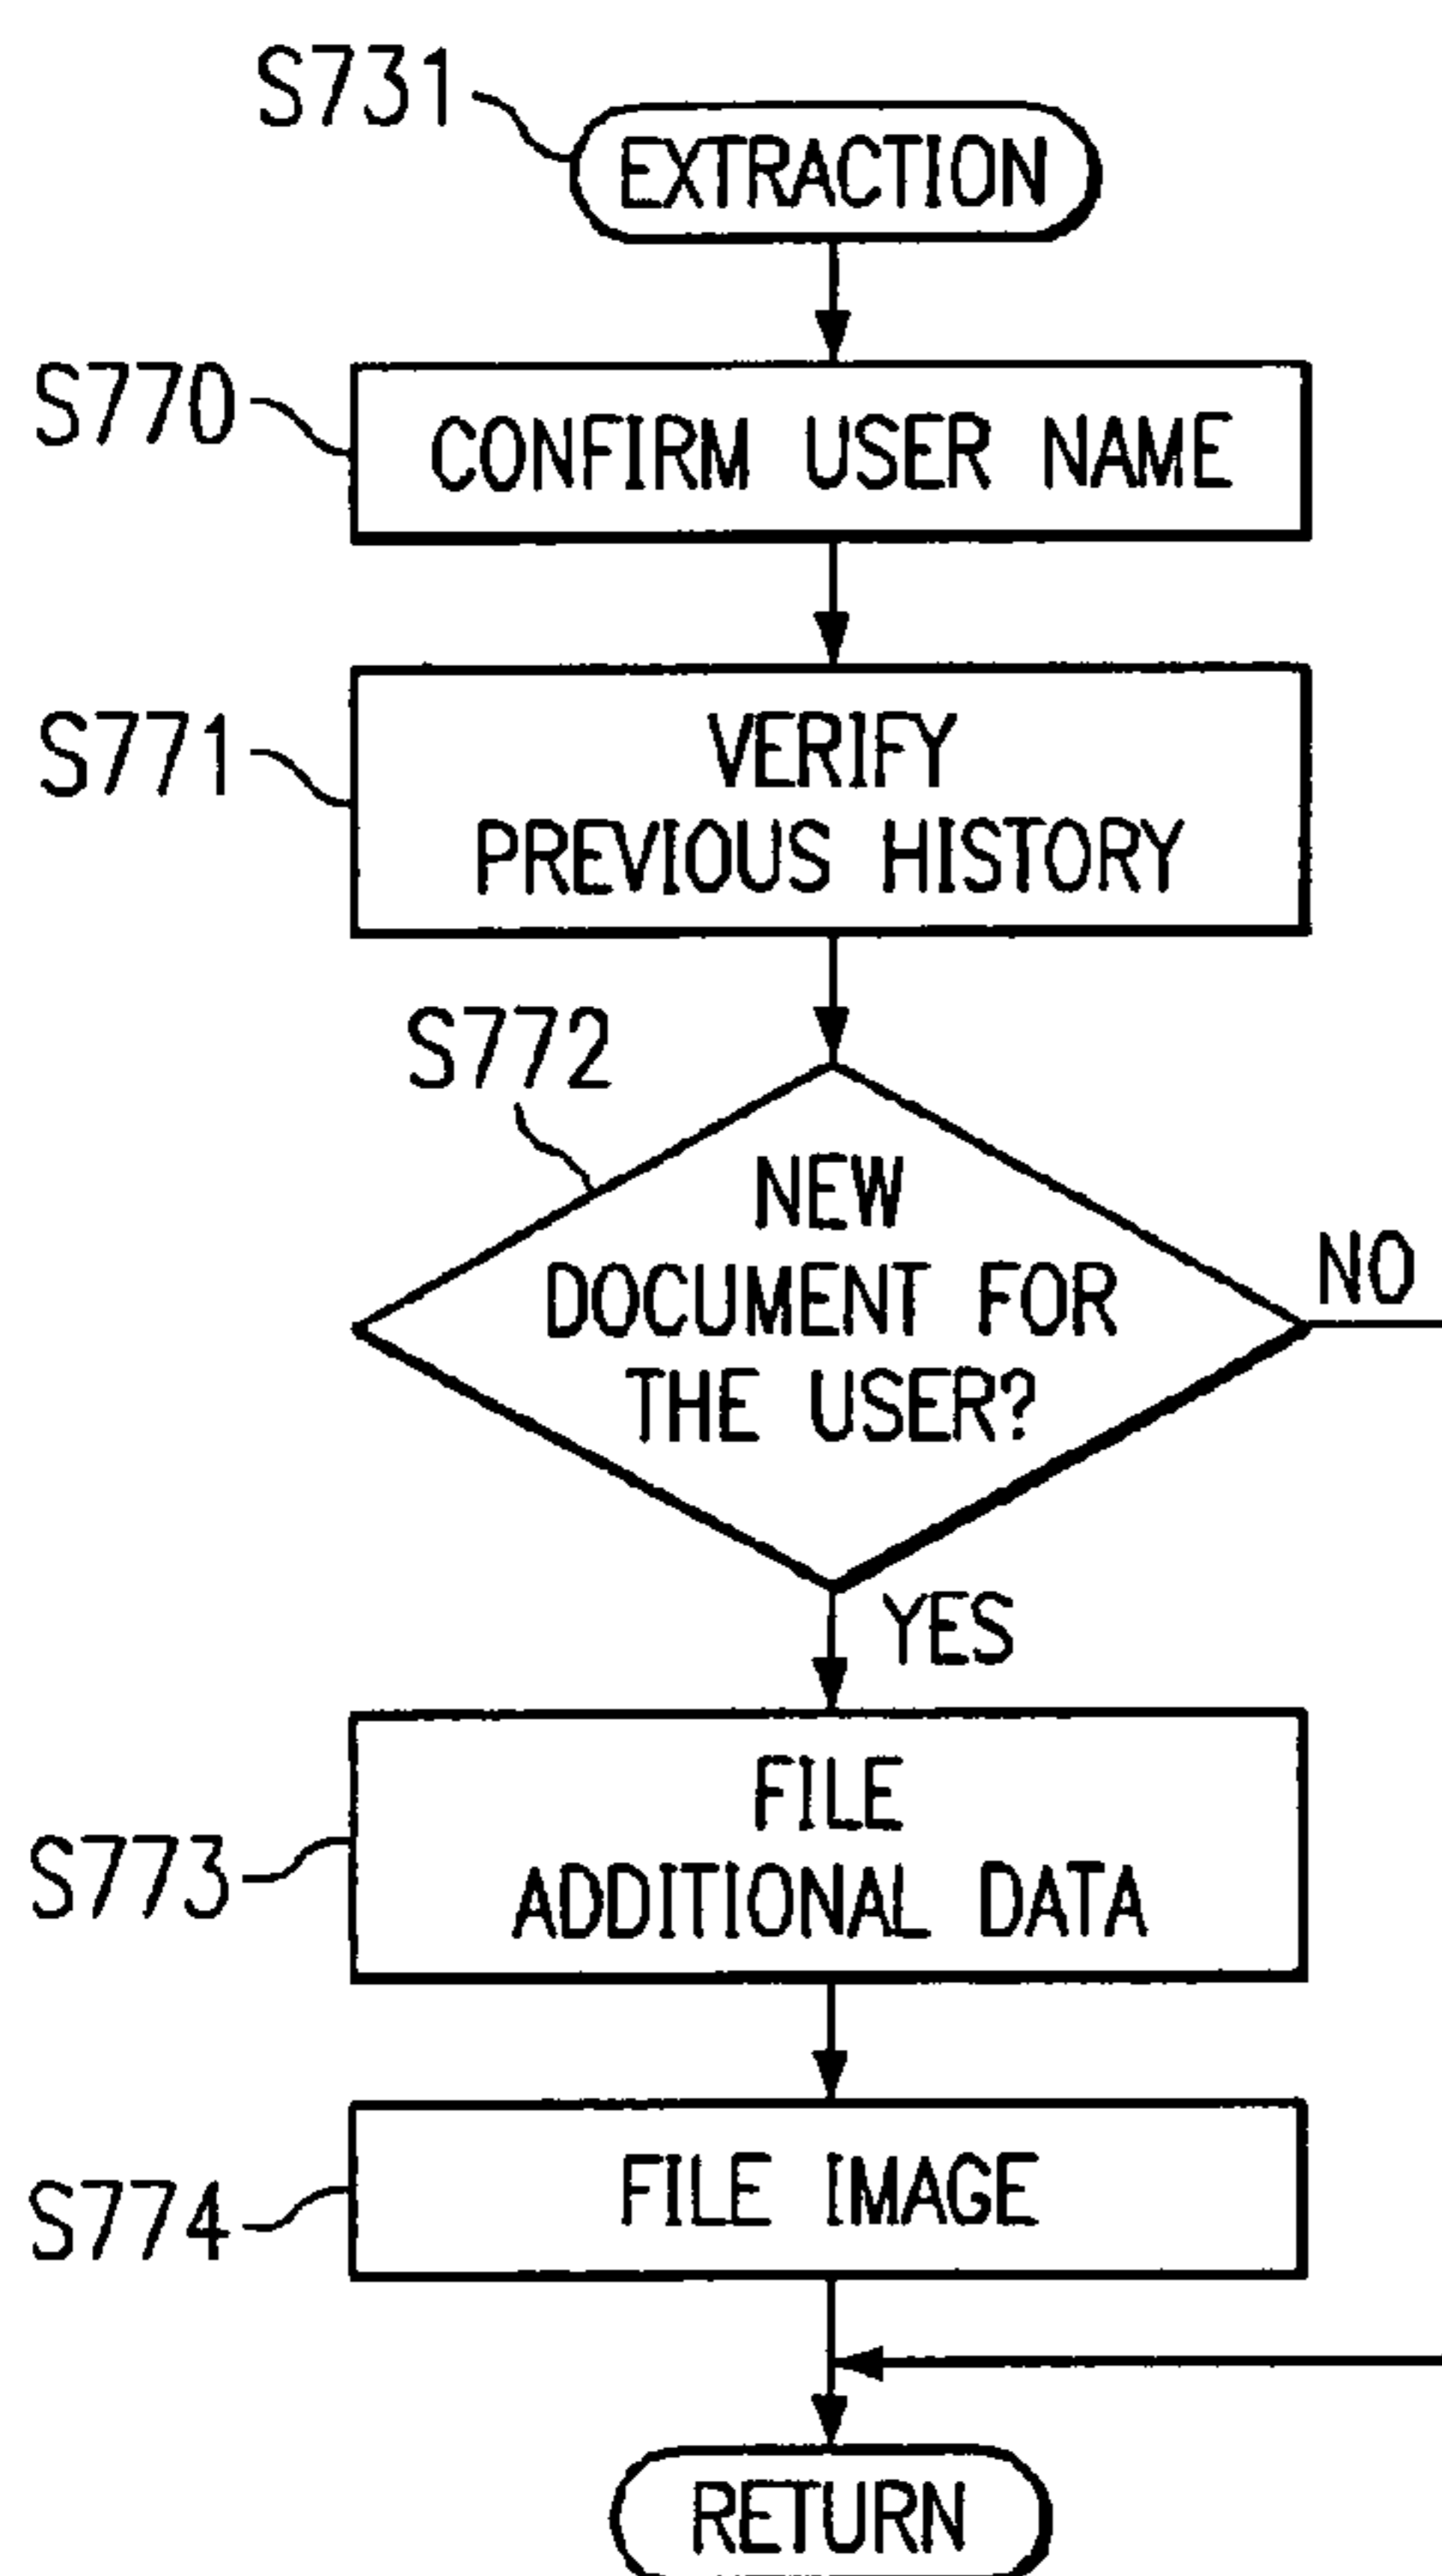 S731
EXTRACTION
S770
CONFIRM USER NAME
S771
VERIFY
PREVIOUS HISTORY
S772
NEW
DOCUMENT FOR
THE USER?
NO
YES
S773
FILE
ADDITIONAL DATA
S774
FILE IMAGE
RETURN